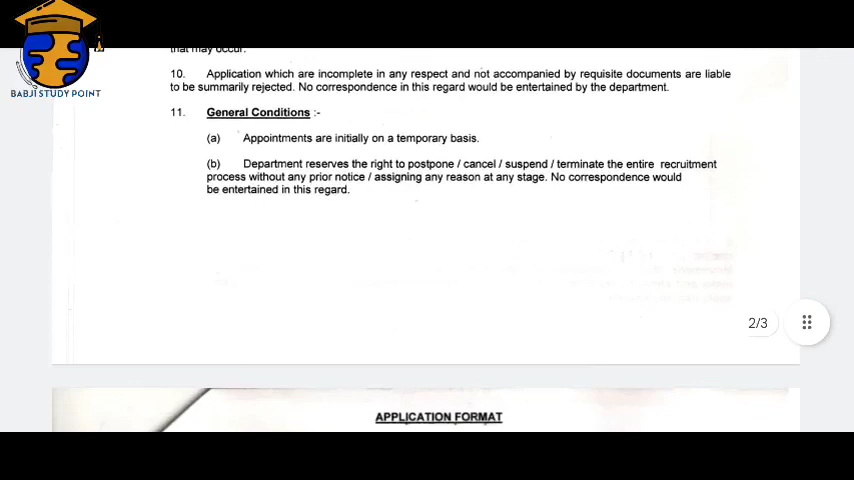 BABJI STUDY POINT
that may occur.
10. Application which are incomplete in any respect and not accompanied by requisite documents are liable
to be summarily rejected. No correspondence in this regard would be entertained by the department.
11. General Conditions :-
(a) Appointments are initially on a temporary basis.
(b) Department reserves the right to postpone / cancel / suspend / terminate the entire recruitment
process without any prior notice / assigning any reason at any stage. No correspondence would
be entertained in this regard.
2/3
APPLICATION FORMAT